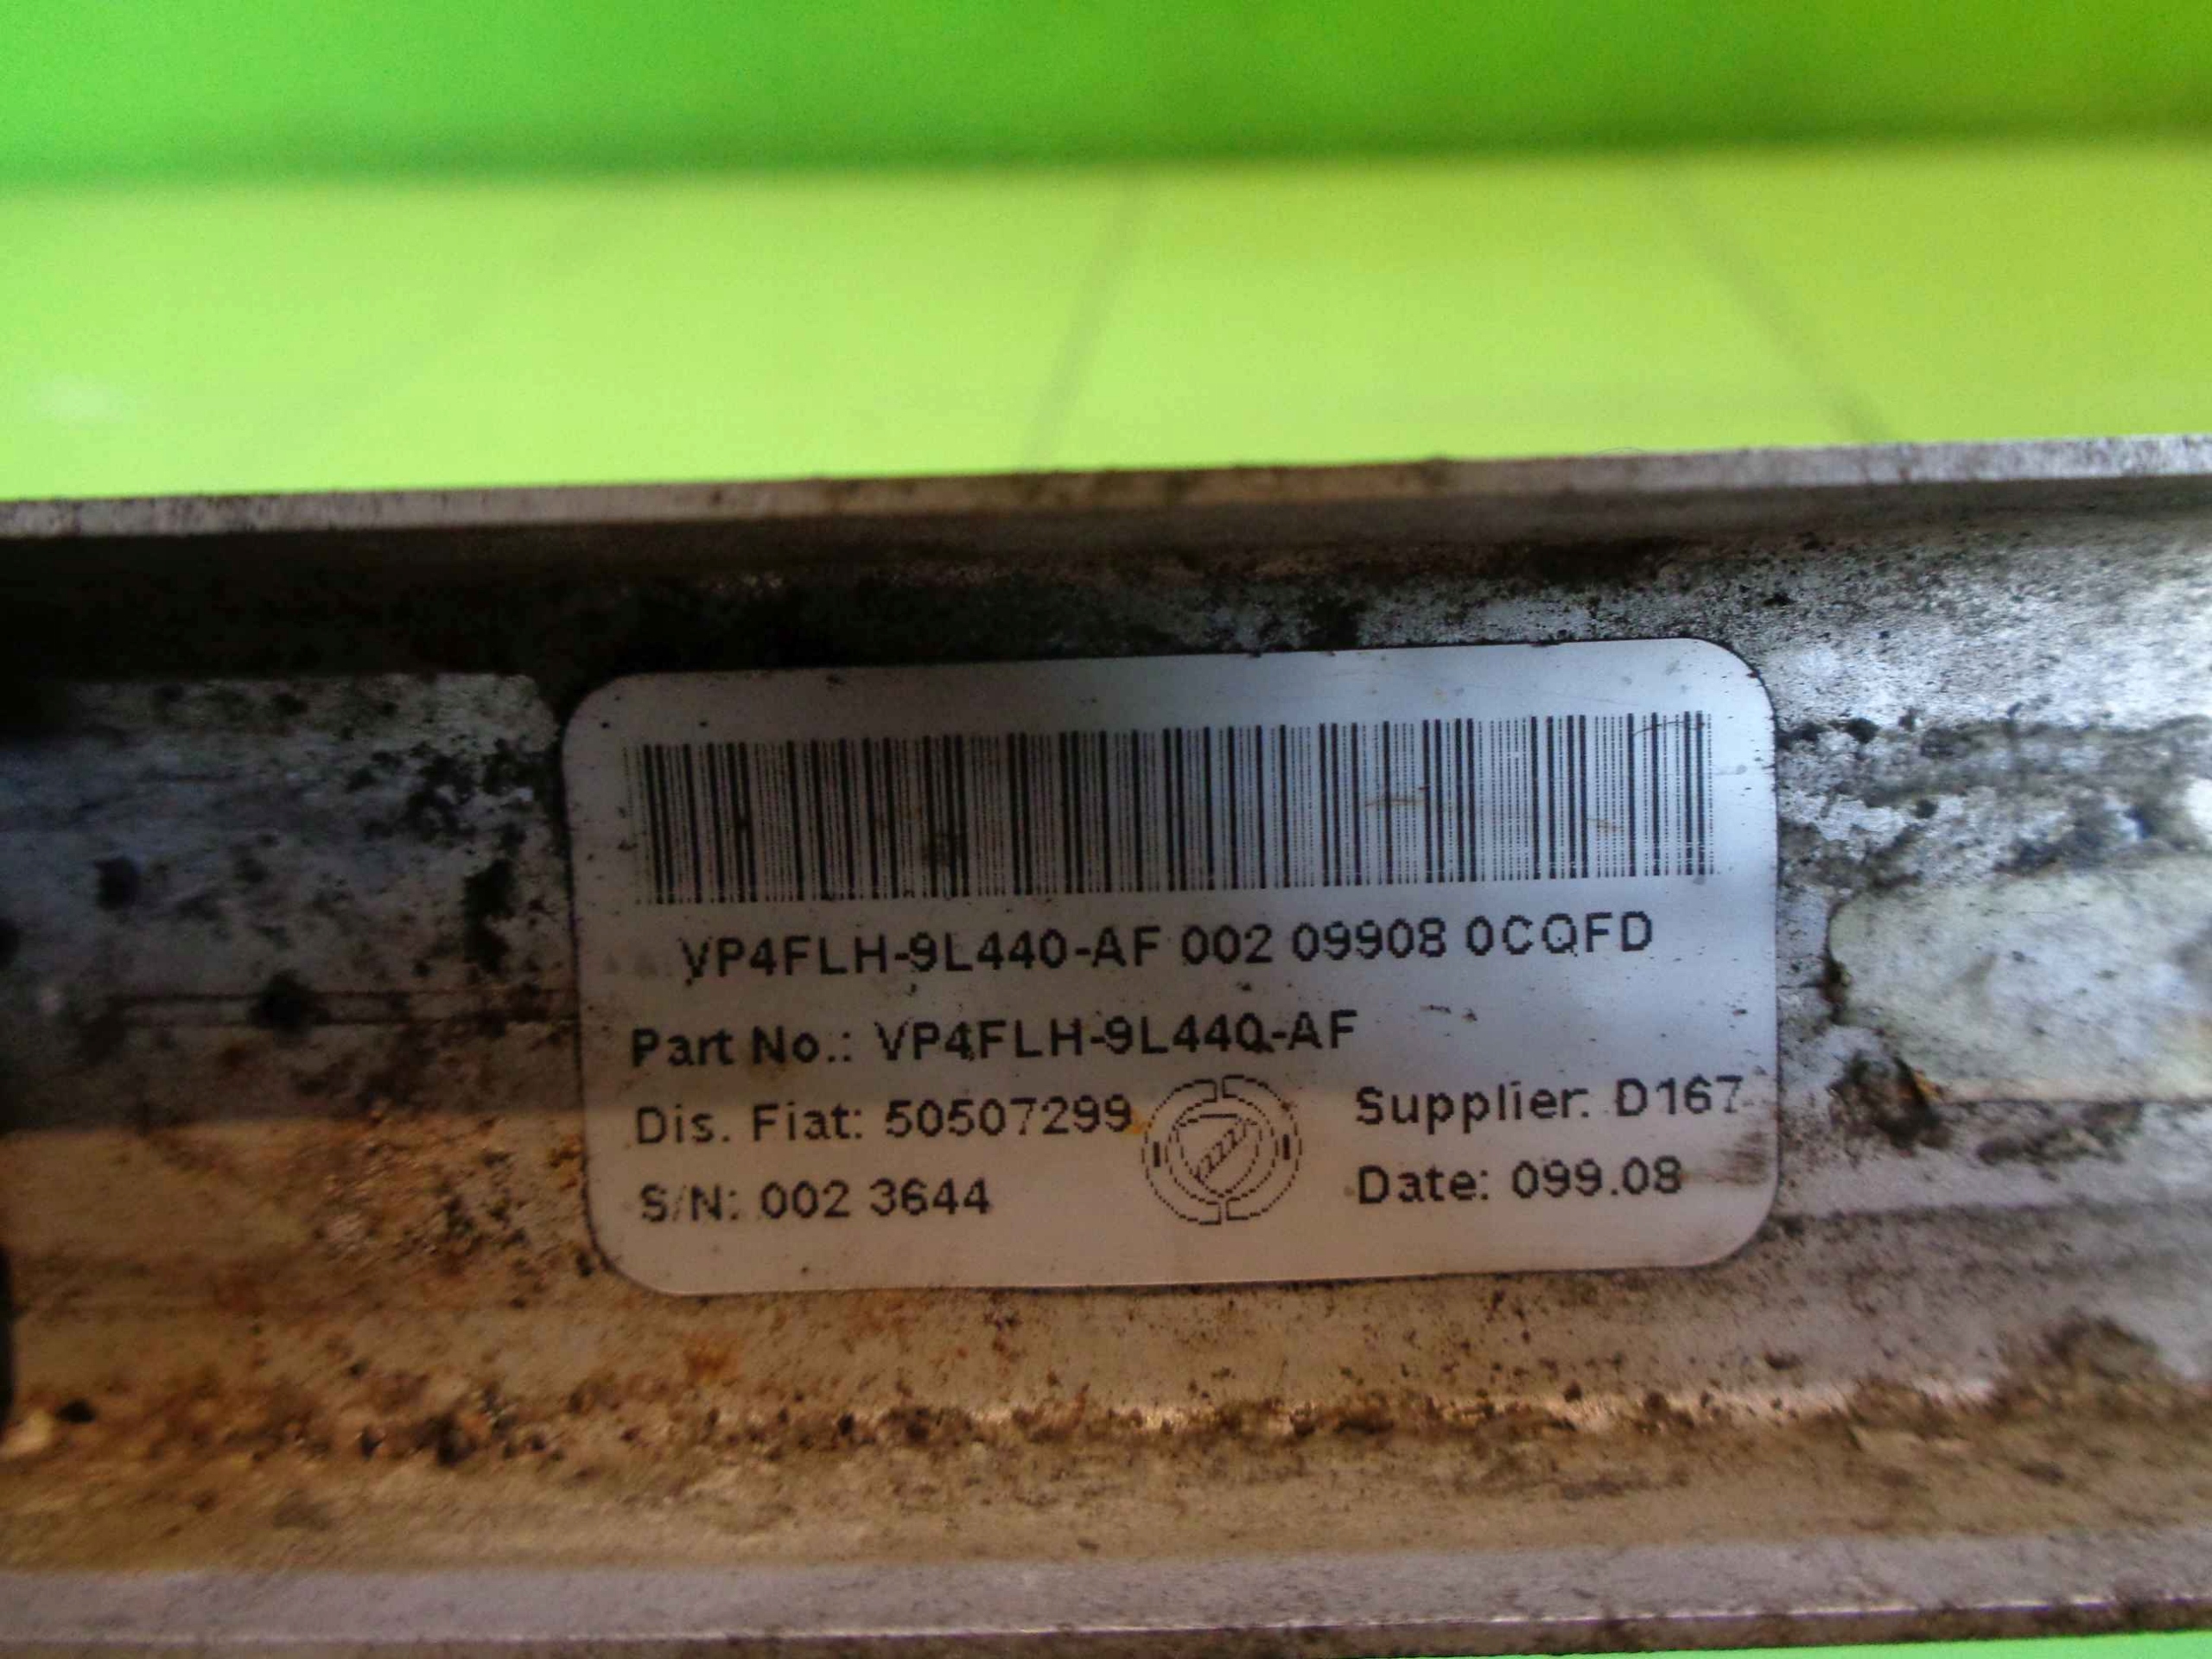 VP4FLH-9L440-AF 002 09908 0CQFD
Part No.: VP4FLH-9L440-AF
Dis. Fiat: 50507299
Supplier: D167
S/N: 002 3644
Date: 099.08